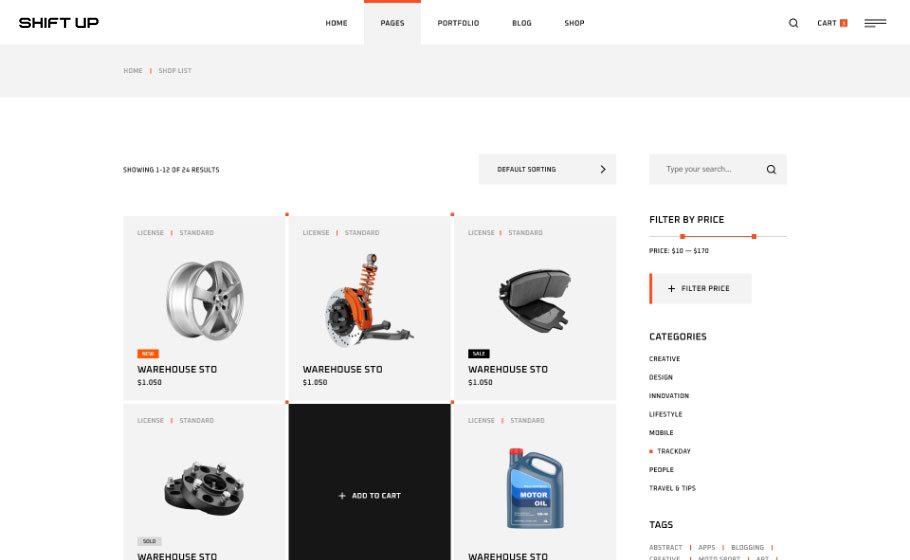 SHIFT UP
HOME PAGES PORTFOLIO BLOG SHOP
CART
HOME | SHOP LIST
SHOWING 1-12 OF 24 RESULTS
DEFAULT SORTING
Type your search...
LICENSE | STANDARD
NEW
WAREHOUSE STO
$1.050
LICENSE | STANDARD
WAREHOUSE STO
$1.050
LICENSE | STANDARD
SALE
WAREHOUSE STO
$1.050
LICENSE | STANDARD
SOLD
WAREHOUSE STO
+ ADD TO CART
LICENSE | STANDARD
MOTOR
OIL
WAREHOUSE STO
FILTER BY PRICE
PRICE: $10 — $170
+ FILTER PRICE
CATEGORIES
CREATIVE
DESIGN
INNOVATION
LIFESTYLE
MOBILE
TRACKDAY
PEOPLE
TRAVEL & TIPS
TAGS
ABSTRACT | APPS | BLOGGING |
CREATIVE | MOTO SPORT | ART |